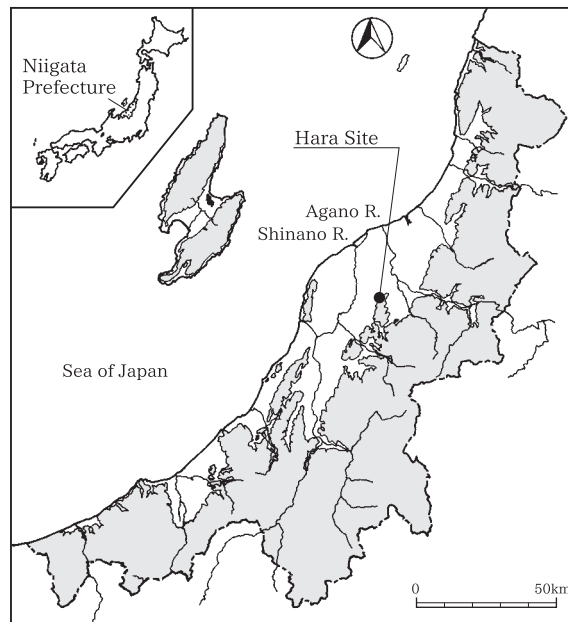 Niigata
Prefecture
Hara Site
Agano R.
Shinano R.
Sea of Japan
0 50km